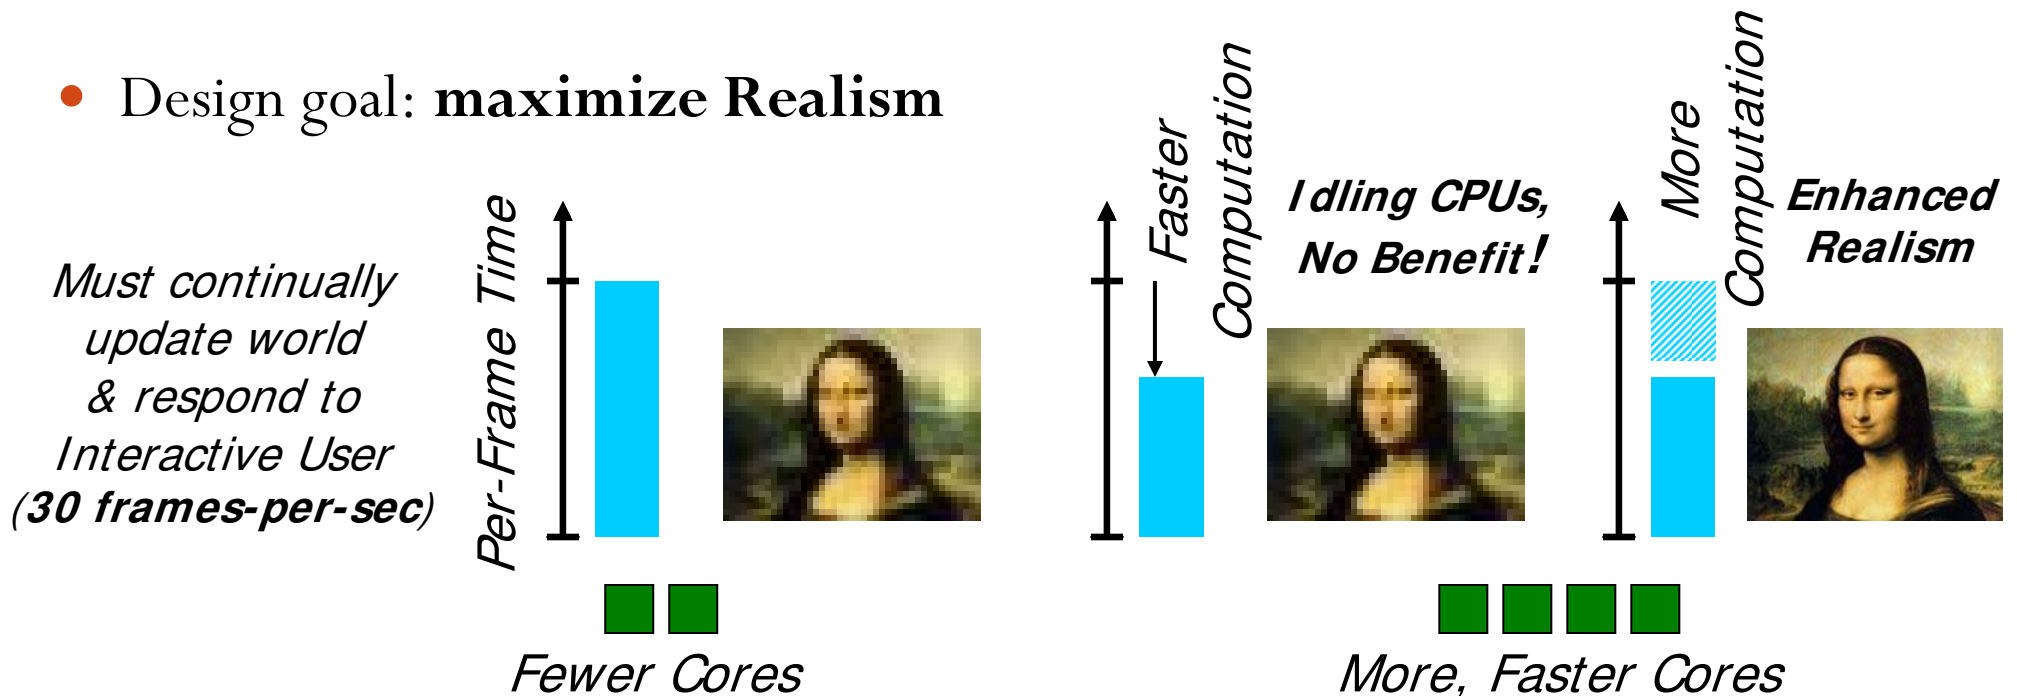 • Design goal: maximize Realism
Must continually
update world
& respond to
Interactive User
(30 frames-per-sec)
Per-Frame Time
Fewer Cores
Faster
Computation
Idling CPUs,
No Benefit!
More
Computation
Enhanced
Realism
More, Faster Cores